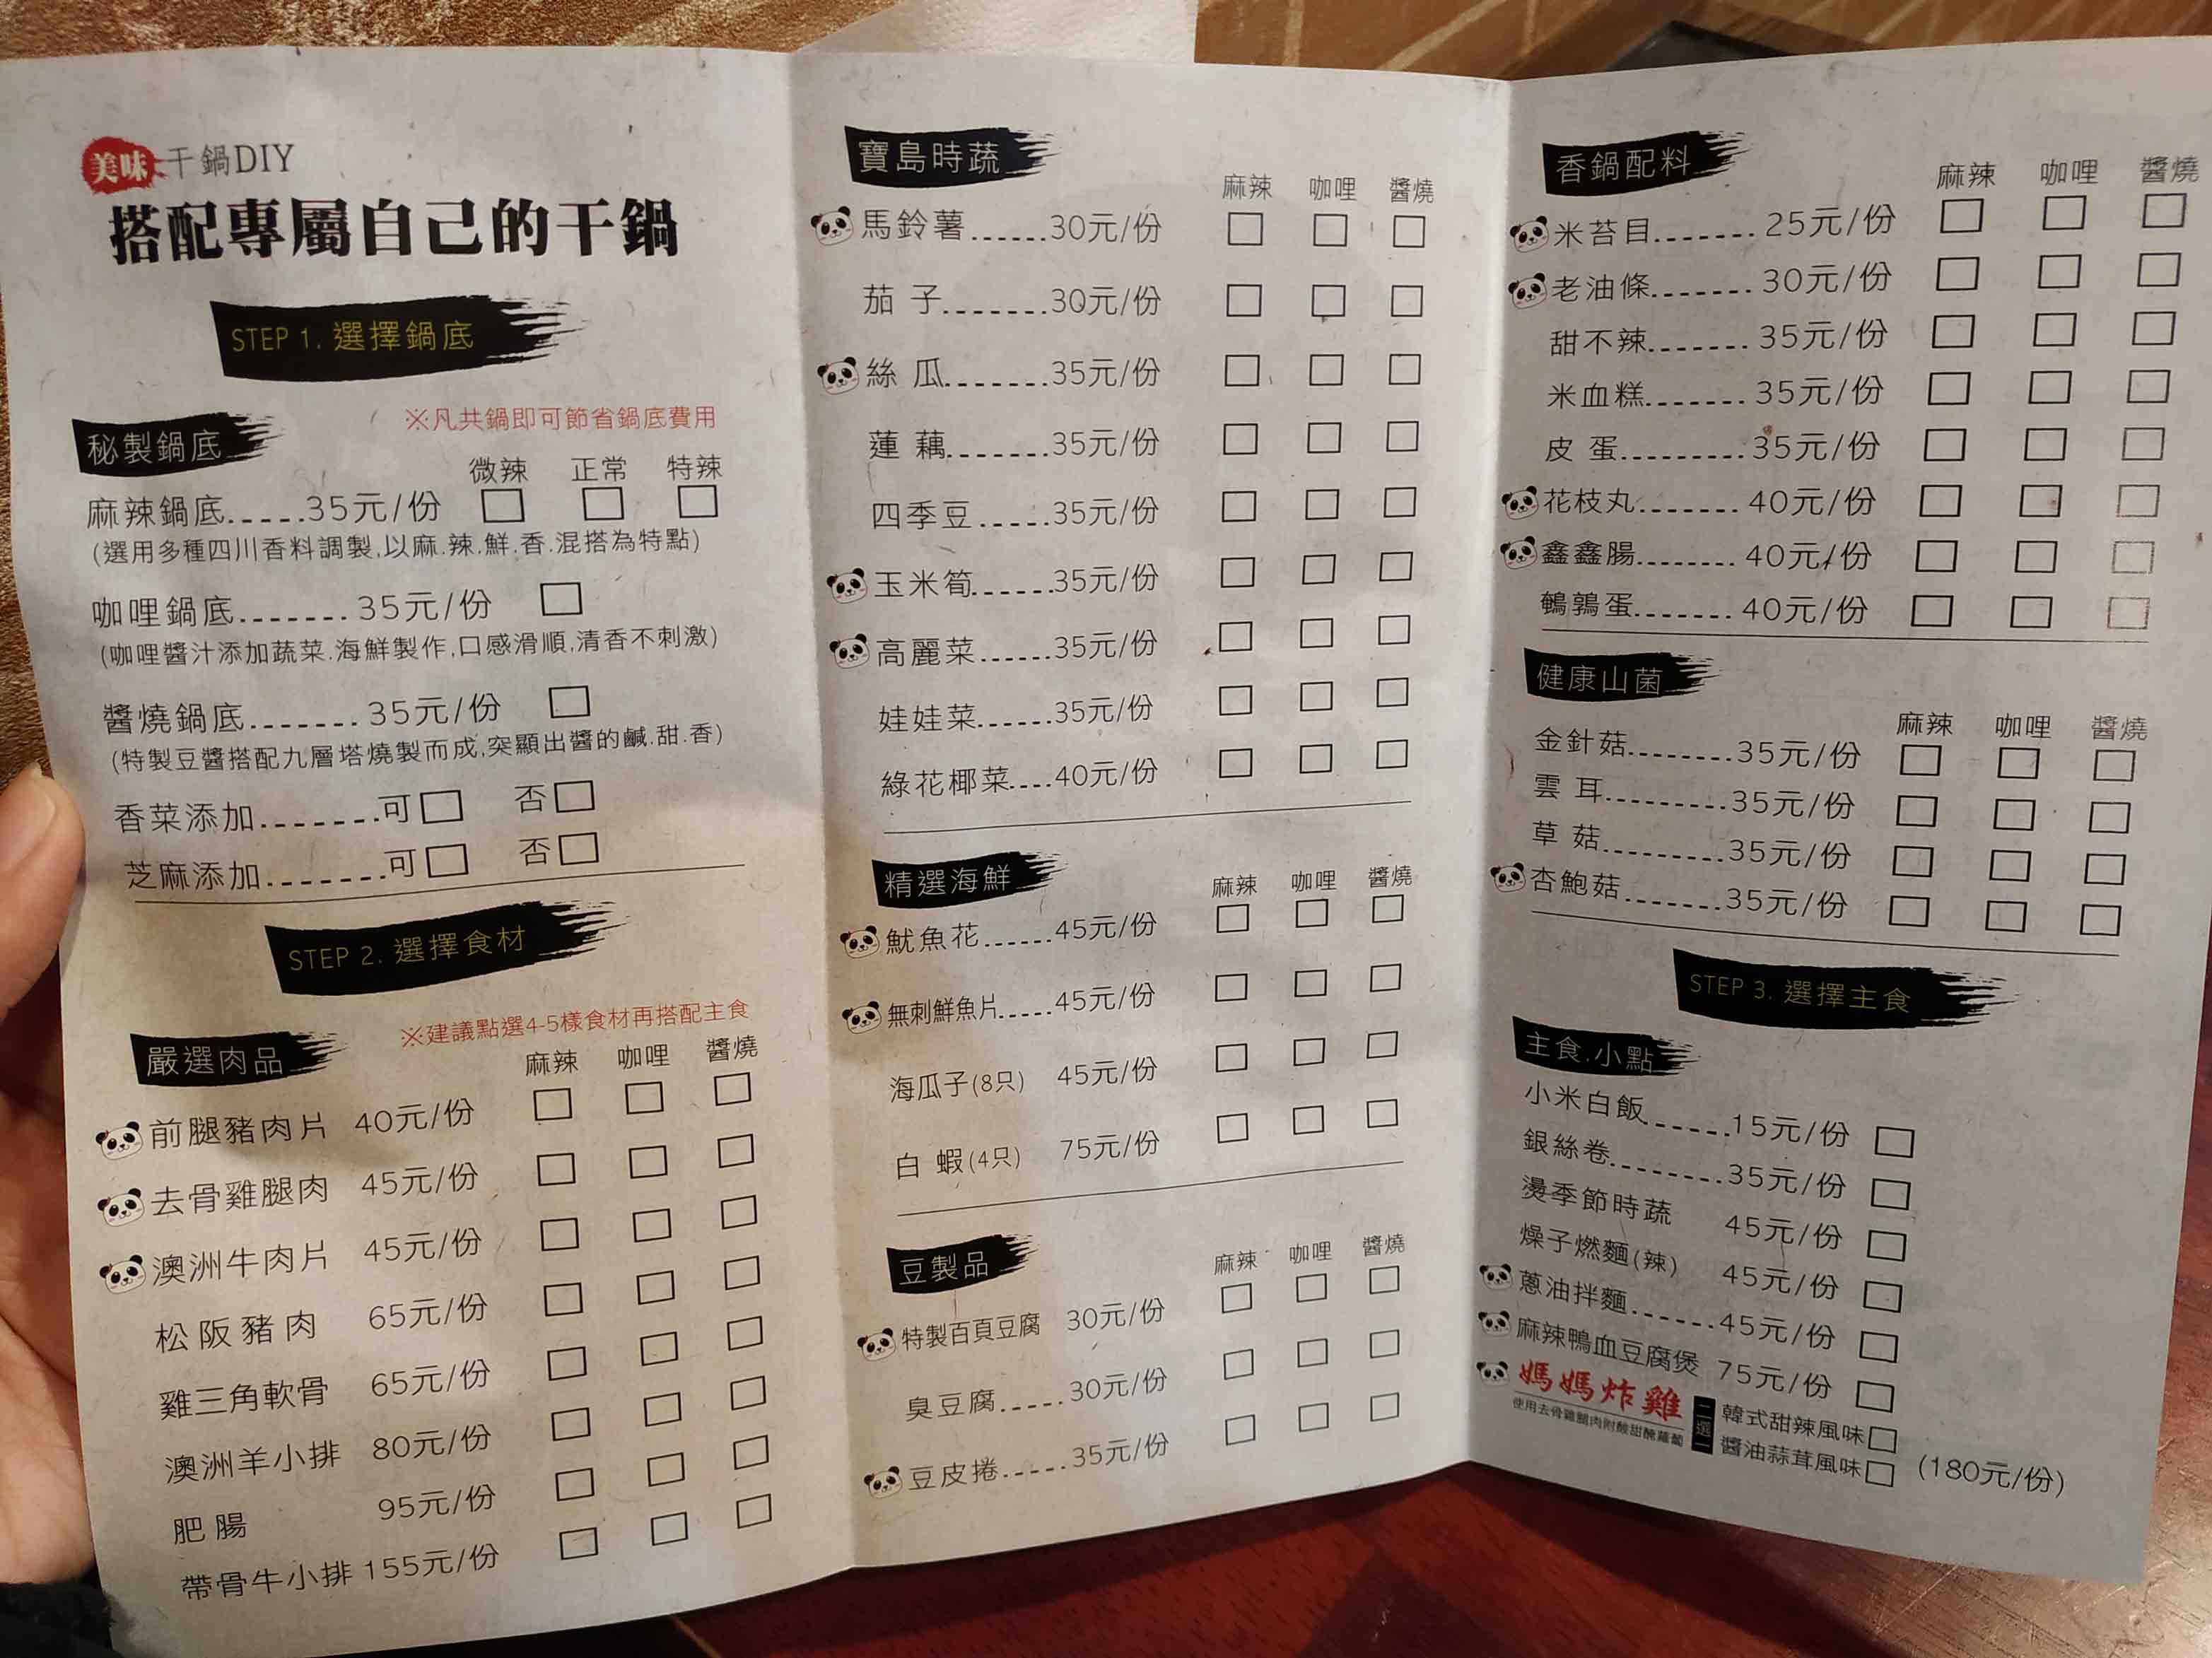 美味 干鍋DIY
搭配專屬自己的干鍋
STEP 1. 選擇鍋底
※凡共鍋即可節省鍋底費用
秘製鍋底
微辣 正常 特辣
麻辣鍋底.....35元/份 □ □ □
(選用多種四川香料調製,以麻.辣.鮮.香.混搭為特點)
咖哩鍋底.......35元/份 □
(咖哩醬汁添加蔬菜.海鮮製作,口感滑順,清香不刺激)
醬燒鍋底.......35元/份 □
(特製豆醬搭配九層塔燒製而成,突顯出醬的鹹.甜.香)
香菜添加.......可□ 否□
芝麻添加.......可□ 否□
STEP 2. 選擇食材
※建議點選4-5樣食材再搭配主食
嚴選肉品 麻辣 咖哩 醬燒
前腿豬肉片 40元/份 □ □ □
去骨雞腿肉 45元/份 □ □ □
澳洲牛肉片 45元/份 □ □ □
松阪豬肉 65元/份 □ □ □
雞三角軟骨 65元/份 □ □ □
澳洲羊小排 80元/份 □ □ □
肥腸 95元/份 □ □ □
帶骨牛小排 155元/份 □ □ □
寶島時蔬 麻辣 咖哩 醬燒
馬鈴薯......30元/份 □ □ □
茄子.......30元/份 □ □ □
絲瓜.......35元/份 □ □ □
蓮藕.......35元/份 □ □ □
四季豆.....35元/份 □ □ □
玉米筍......35元/份 □ □ □
高麗菜......35元/份 □ □ □
娃娃菜......35元/份 □ □ □
綠花椰菜....40元/份 □ □ □
精選海鮮 麻辣 咖哩 醬燒
魷魚花......45元/份 □ □ □
無刺鮮魚片.....45元/份 □ □ □
海瓜子(8只) 45元/份 □ □ □
白蝦(4只) 75元/份 □ □ □
豆製品 麻辣 咖哩 醬燒
特製百頁豆腐 30元/份 □ □ □
臭豆腐.....30元/份 □ □ □
豆皮捲.....35元/份 □ □ □
香鍋配料 麻辣 咖哩 醬燒
米苔目.......25元/份 □ □ □
老油條.......30元/份 □ □ □
甜不辣.......35元/份 □ □ □
米血糕.......35元/份 □ □ □
皮蛋.........35元/份 □ □ □
花枝丸.......40元/份 □ □ □
鑫鑫腸.......40元/份 □ □ □
鵪鶉蛋.......40元/份 □ □ □
健康山菌 麻辣 咖哩 醬燒
金針菇........35元/份 □ □ □
雲耳.........35元/份 □ □ □
草菇.........35元/份 □ □ □
杏鮑菇.......35元/份 □ □ □
STEP 3. 選擇主食
主食.小點
小米白飯......15元/份 □
銀絲卷........35元/份 □
燙季節時蔬 45元/份 □
燥子燃麵(辣) 45元/份 □
蔥油拌麵......45元/份 □
麻辣鴨血豆腐煲 75元/份 □
媽媽炸雞 二選一 韓式甜辣風味□
使用去骨雞腿肉附酸甜醃蘿蔔 醬油蒜茸風味□ (180元/份)